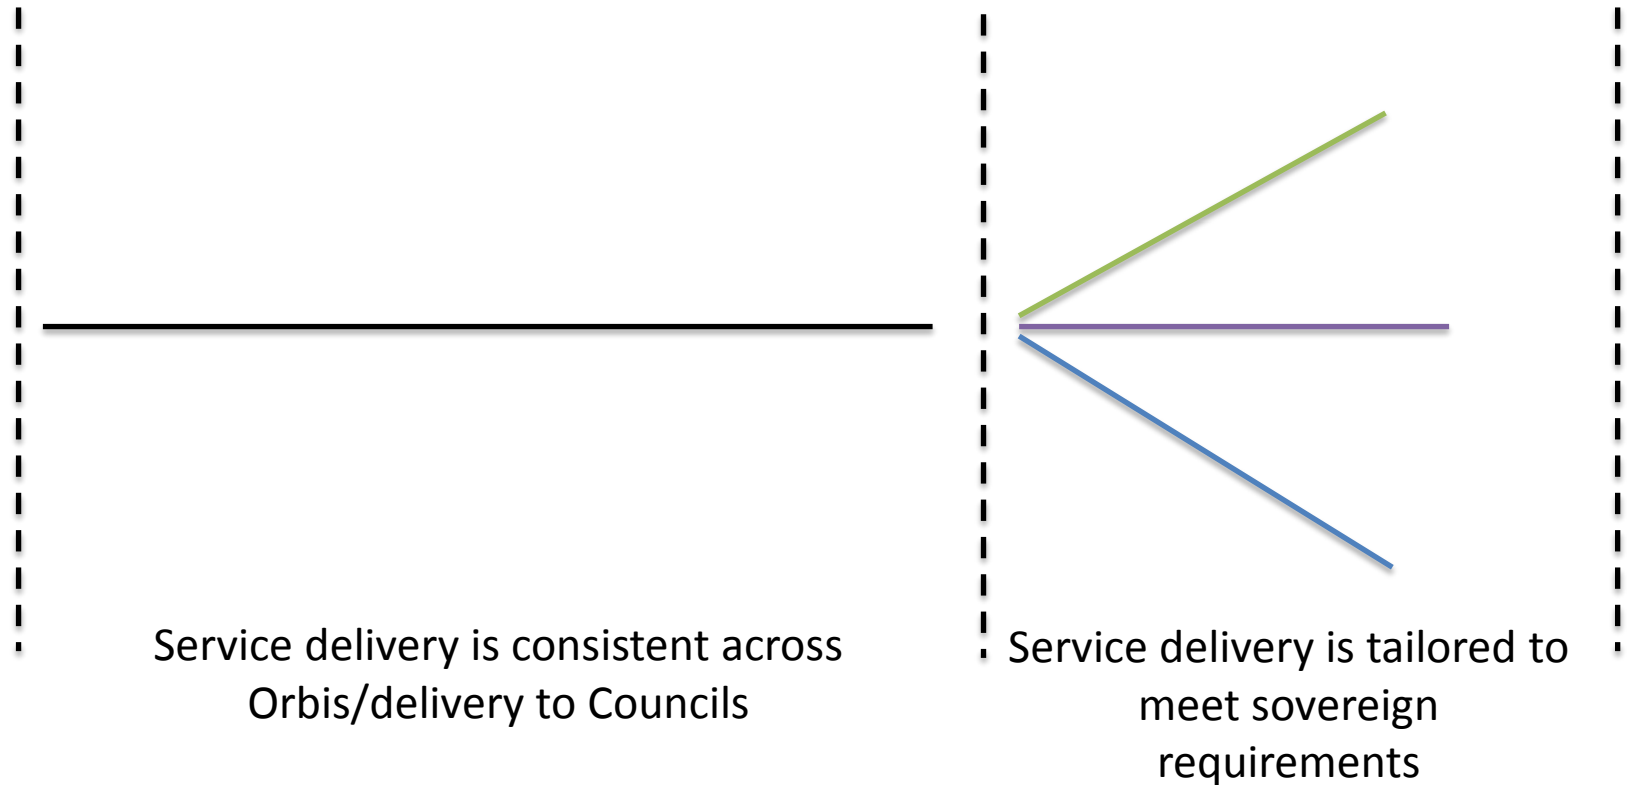 Service delivery is consistent across
Orbis/delivery to Councils
Service delivery is tailored to
meet sovereign
requirements